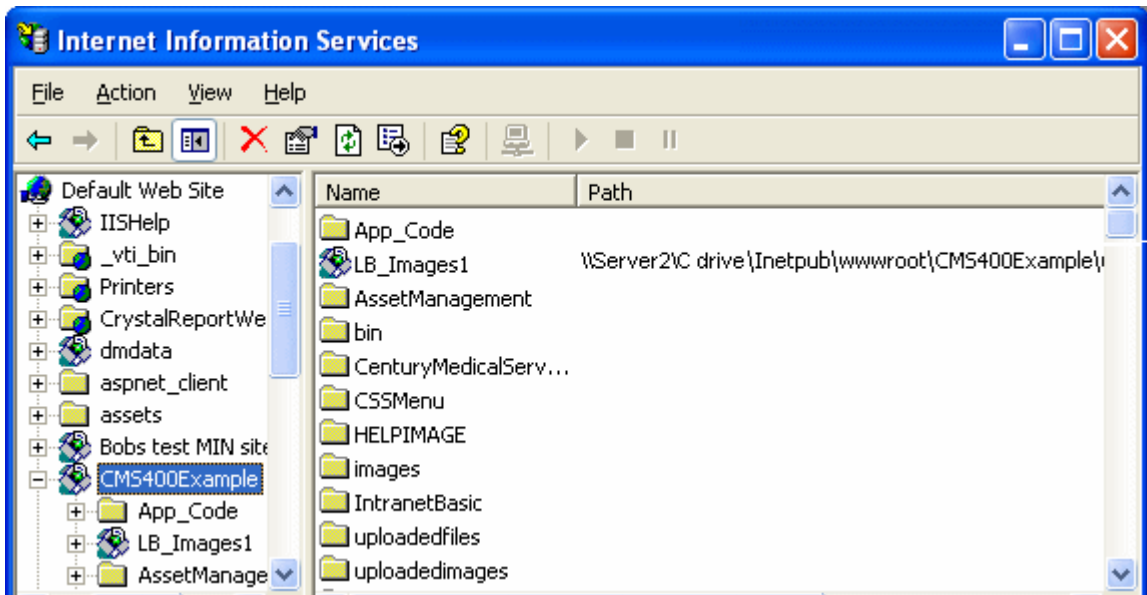 Internet Information Services
File Action View Help
Default Web Site
IISHelp
_vti_bin
Printers
CrystalReportWe
dmdata
aspnet_client
assets
Bobs test MIN site
CMS400Example
App_Code
LB_Images1
AssetManage
Name Path
App_Code
LB_Images1 \\Server2\C drive\Inetpub\wwwroot\CMS400Example\
AssetManagement
bin
CenturyMedicalServ...
CSSMenu
HELPIMAGE
images
IntranetBasic
uploadedfiles
uploadedimages